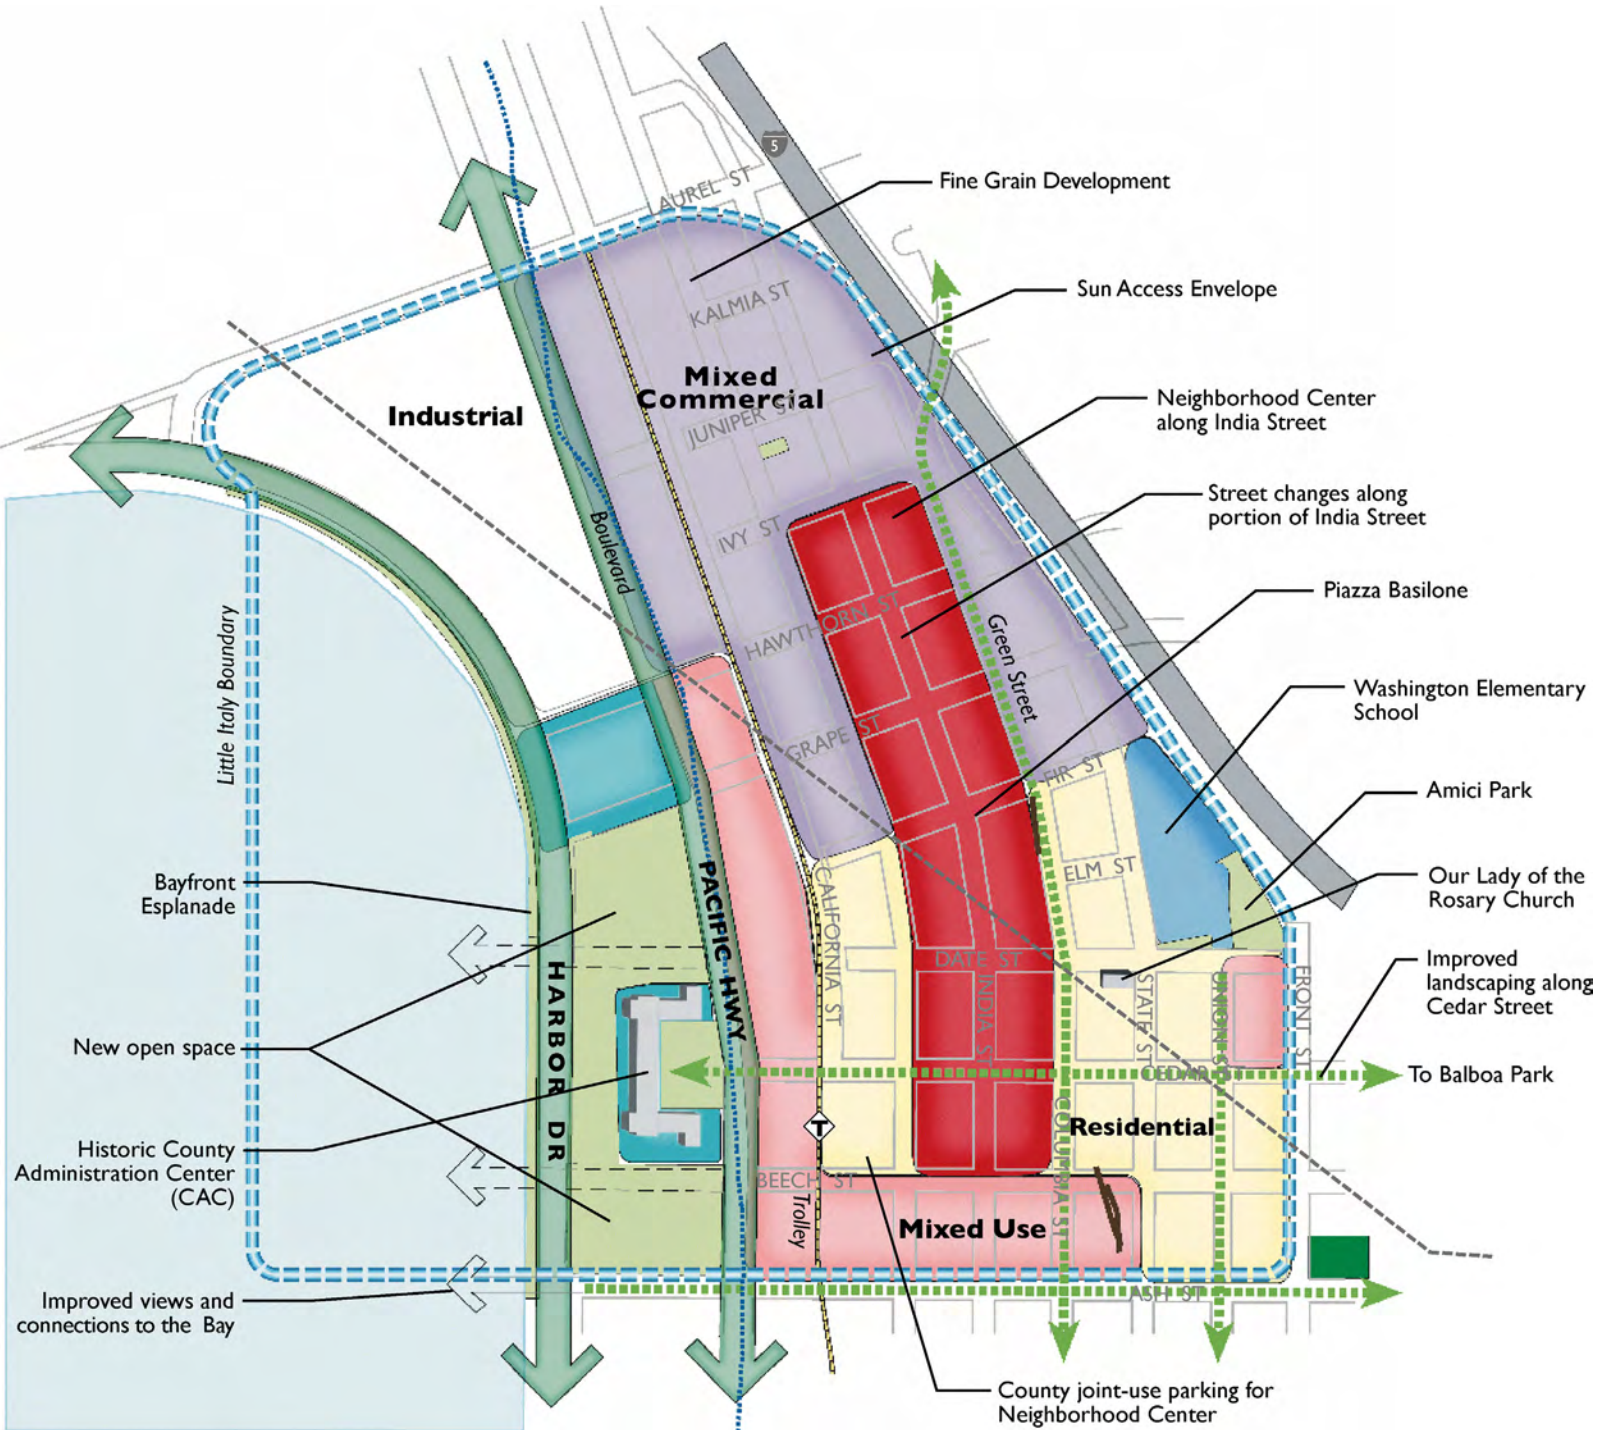 5
LAUREL ST
Fine Grain Development
KALMIA ST
Sun Access Envelope
Mixed
Commercial
Industrial
JUNIPER ST
Neighborhood Center
along India Street
Street changes along
portion of India Street
IVY ST
Boulevard
Piazza Basilone
HAWTHORN ST
Green Street
Little Italy Boundary
Washington Elementary
School
GRAPE ST
FIR ST
Amici Park
ELM ST
Bayfront
Esplanade
PACIFIC HWY
CALIFORNIA ST
Our Lady of the
Rosary Church
HARBOR DR
DATE ST
INDIA ST
STATE ST
UNION ST
FRONT ST
Improved
landscaping along
Cedar Street
New open space
CEDAR ST
To Balboa Park
T
COLUMBIA ST
Residential
Historic County
Administration Center
(CAC)
BEECH ST
Trolley
Mixed Use
ASH ST
Improved views and
connections to the Bay
County joint-use parking for
Neighborhood Center